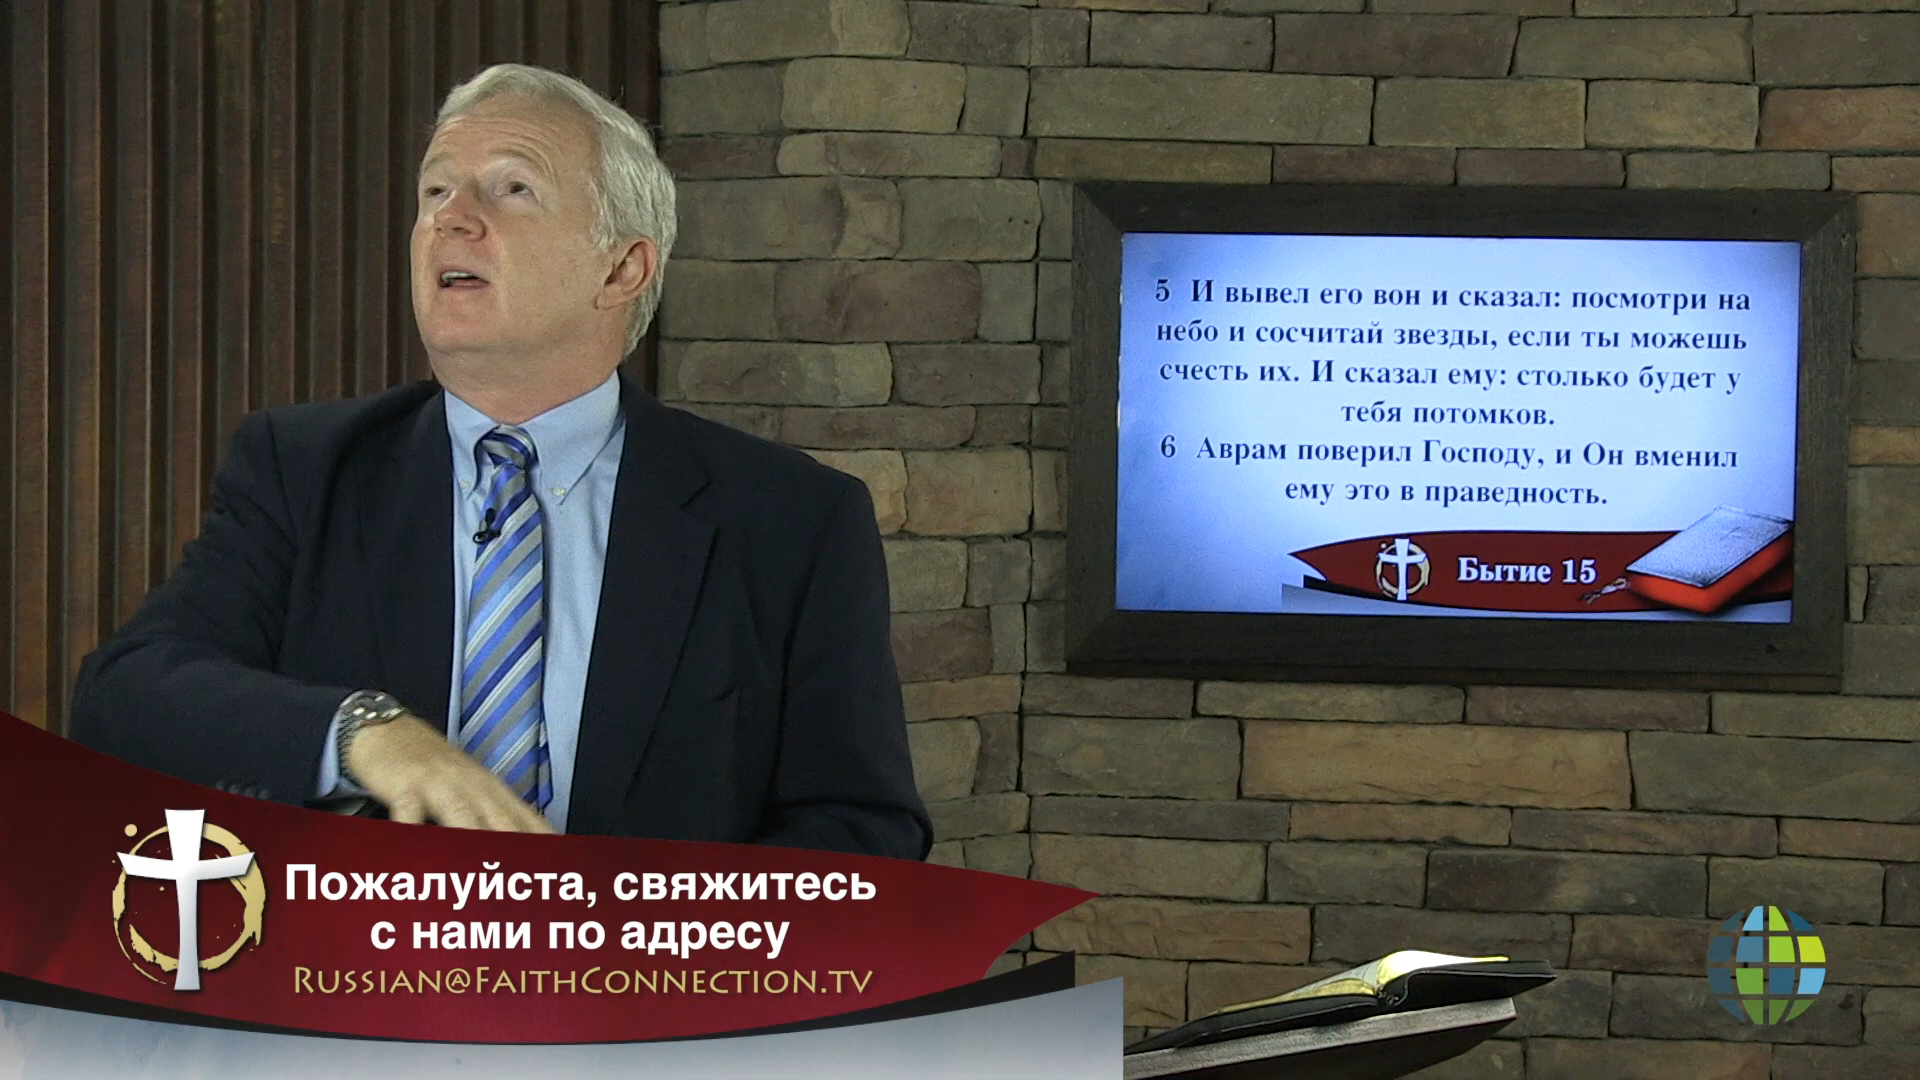 5 И вывел его вон и сказал: посмотри на
небо и сосчитай звезды, если ты можешь
счесть их. И сказал ему: столько будет у
тебя потомков.
6 Аврам поверил Господу, и Он вменил
ему это в праведность.
Бытие 15
Пожалуйста, свяжитесь
с нами по адресу
Russian@FaithConnection.tv